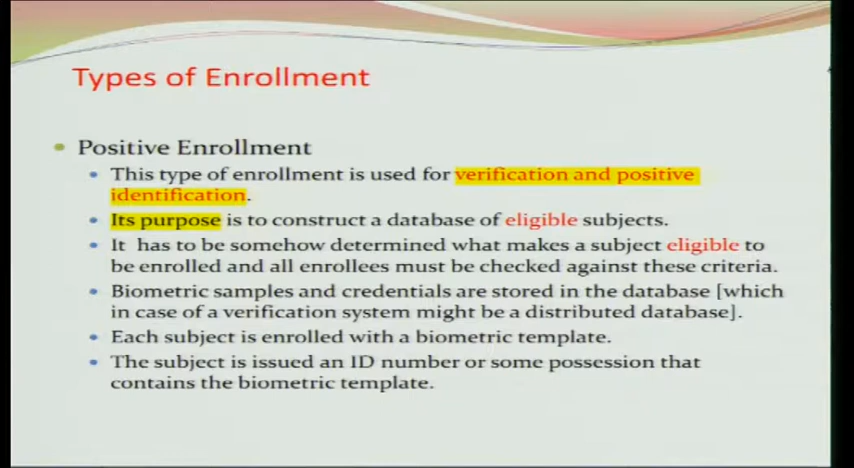 Types of Enrollment
Positive Enrollment
This type of enrollment is used for verification and positive
identification.
Its purpose is to construct a database of eligible subjects.
It has to be somehow determined what makes a subject eligible to
be enrolled and all enrollees must be checked against these criteria.
Biometric samples and credentials are stored in the database [which
in case of a verification system might be a distributed database].
Each subject is enrolled with a biometric template.
The subject is issued an ID number or some possession that
contains the biometric template.